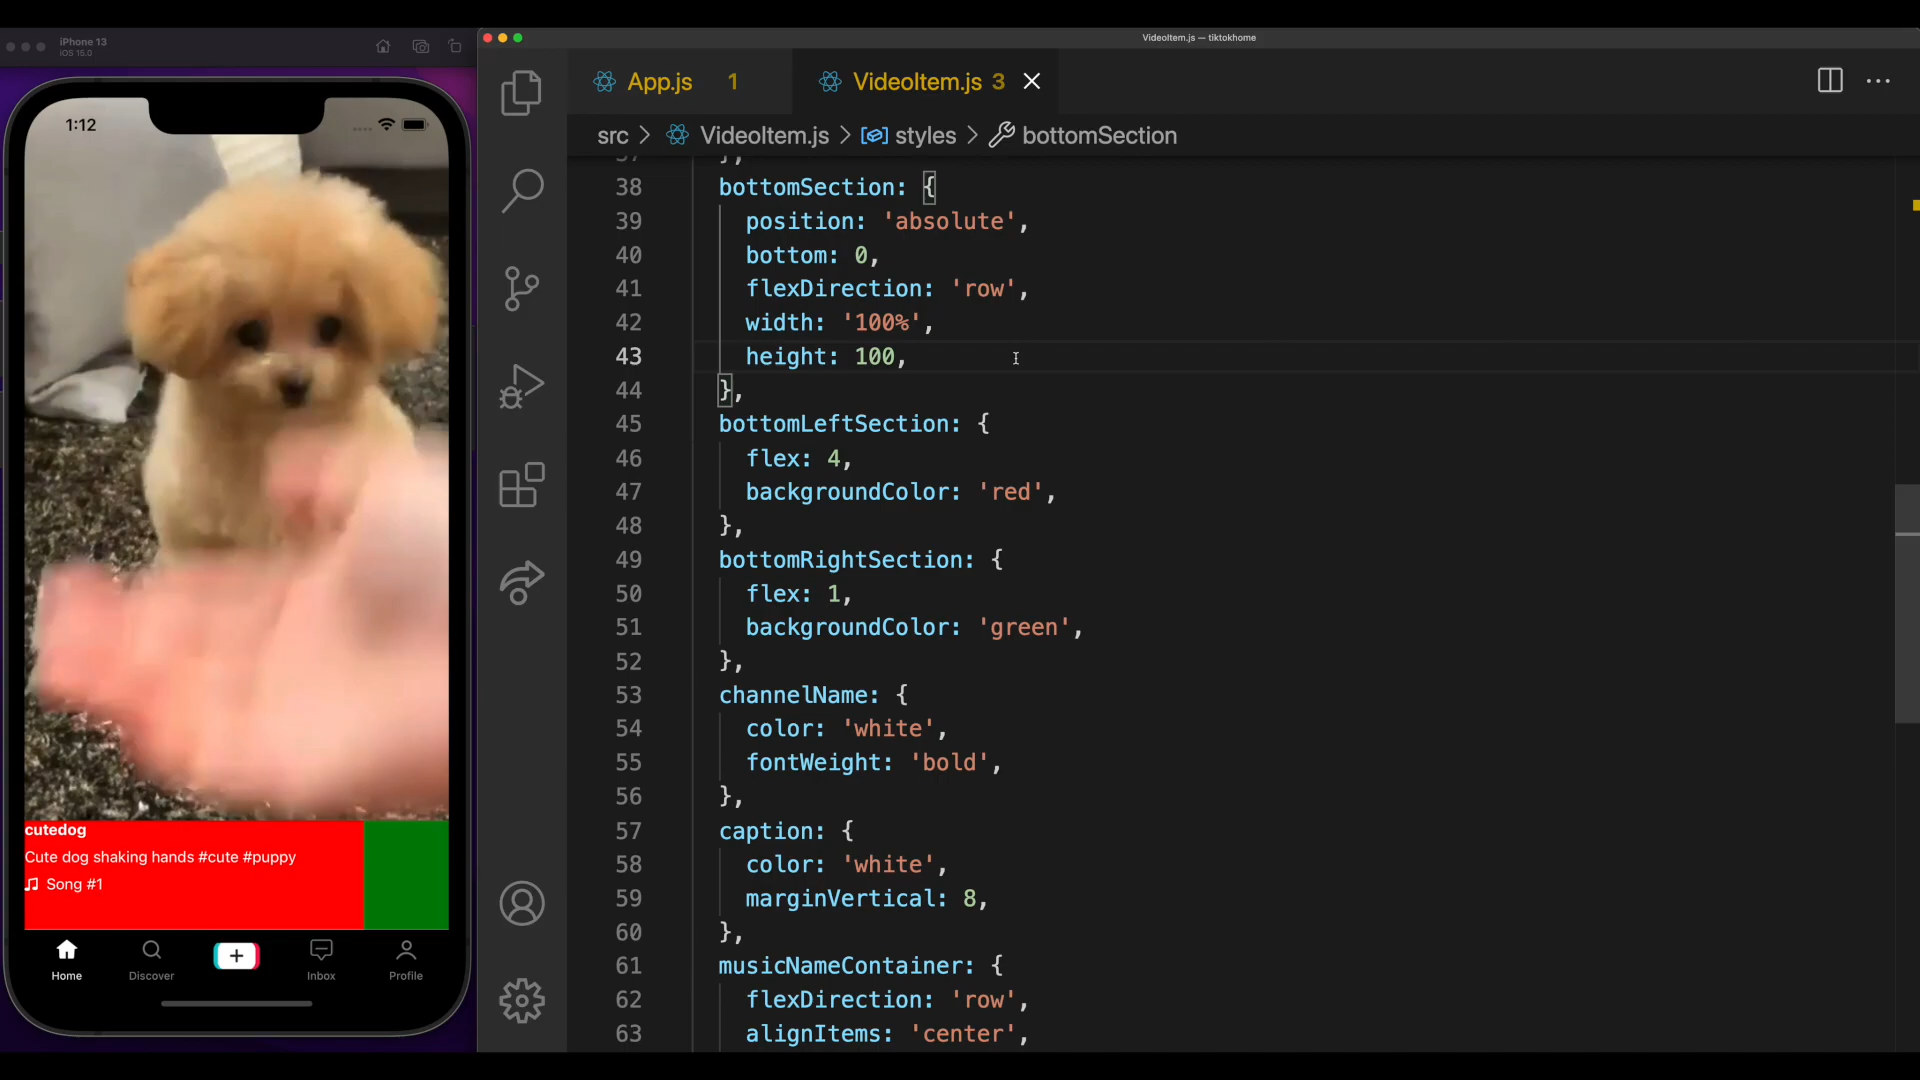 iPhone 13
iOS 15.0
1:12
cutedog
Cute dog shaking hands #cute #puppy
Song #1
Home
Discover
Inbox
Profile
VideoItem.js — tiktokhome
App.js 1
VideoItem.js 3
src > VideoItem.js > styles > bottomSection
37 },
38 bottomSection: {
39 position: 'absolute',
40 bottom: 0,
41 flexDirection: 'row',
42 width: '100%',
43 height: 100,
44 },
45 bottomLeftSection: {
46 flex: 4,
47 backgroundColor: 'red',
48 },
49 bottomRightSection: {
50 flex: 1,
51 backgroundColor: 'green',
52 },
53 channelName: {
54 color: 'white',
55 fontWeight: 'bold',
56 },
57 caption: {
58 color: 'white',
59 marginVertical: 8,
60 },
61 musicNameContainer: {
62 flexDirection: 'row',
63 alignItems: 'center',